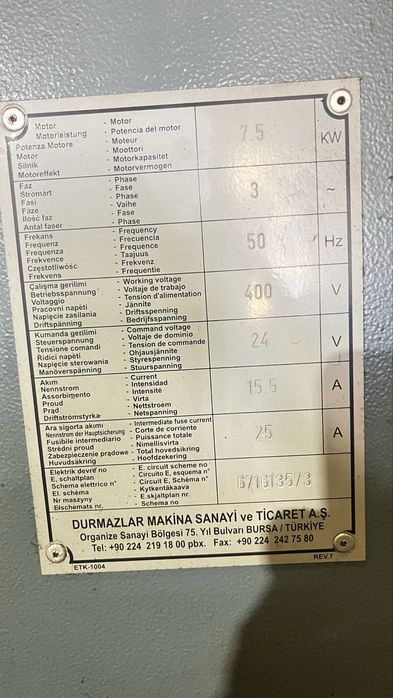 Motor - Motor
Motorleistung - Potencia del motor
Potenza Motore - Moteur
Motor - Moottori
Silnik - Motorkapasitet
Motoreffekt - Motorvermogen
7.5 KW
Faz - Phase
Stromart - Fase
Fasi - Phase
Fáze - Vaihe
Ilość faz - Fase
Antal faser - Phase
3 ~
Frekans - Frequency
Frequenz - Frecuencia
Frequenza - Frequence
Frekvence - Taajuus
Częstotliwośc - Frekvenz
Frekvens - Frequentie
50 Hz
Çalışma gerilimi - Working voltage
Betriebsspannung - Voltaje de trabajo
Voltaggio - Tension d'alimentation
Pracovni napěti - Jännite
Napięcie zasilania - Driftsspenning
Driftspänning - Bedrijfsspanning
400 V
Kumanda gerilimi - Command voltage
Steuerspannung - Voltaje de dominio
Tensione comandi - Tension de commande
Ridici napěti - Ohjausjännite
Napięcie sterowania - Styrespenning
Manöverspänning - Stuurspanning
24 V
Akım - Current
Nennstrom - Intensidad
Assorbimento - Intensité
Proud - Virta
Prąd - Nettstroem
Driftströmstyrka - Netspanning
15.5 A
Ara sigorta akımı - Intermediate fuse current
Nennstrom der Hauptsicherung - Corte de corriente
Fusibile intermediario - Puissance totale
Střédni proud - Nimellisvirta
Zabezpieczenie prądowe - Total hovedsikring
Huvudsäkring - Hoofdzekering
25 A
Elektrik devre no - E. circuit scheme no
E. schaltplan - Circuito E, esquema n°
Schema elettrico n° - Circuit E, Schéma n°
El. schéma - Kytkentäkaava
Nr maszyny - E.skjaltplan nr.
Elschemats nr. - Schema no
671613573
DURMAZLAR MAKİNA SANAYİ ve TİCARET A.Ş.
Organize Sanayi Bölgesi 75. Yıl Bulvarı BURSA / TÜRKİYE
Tel: +90 224 219 18 00 pbx. Fax: +90 224 242 75 80
ETK-1004 REV.7